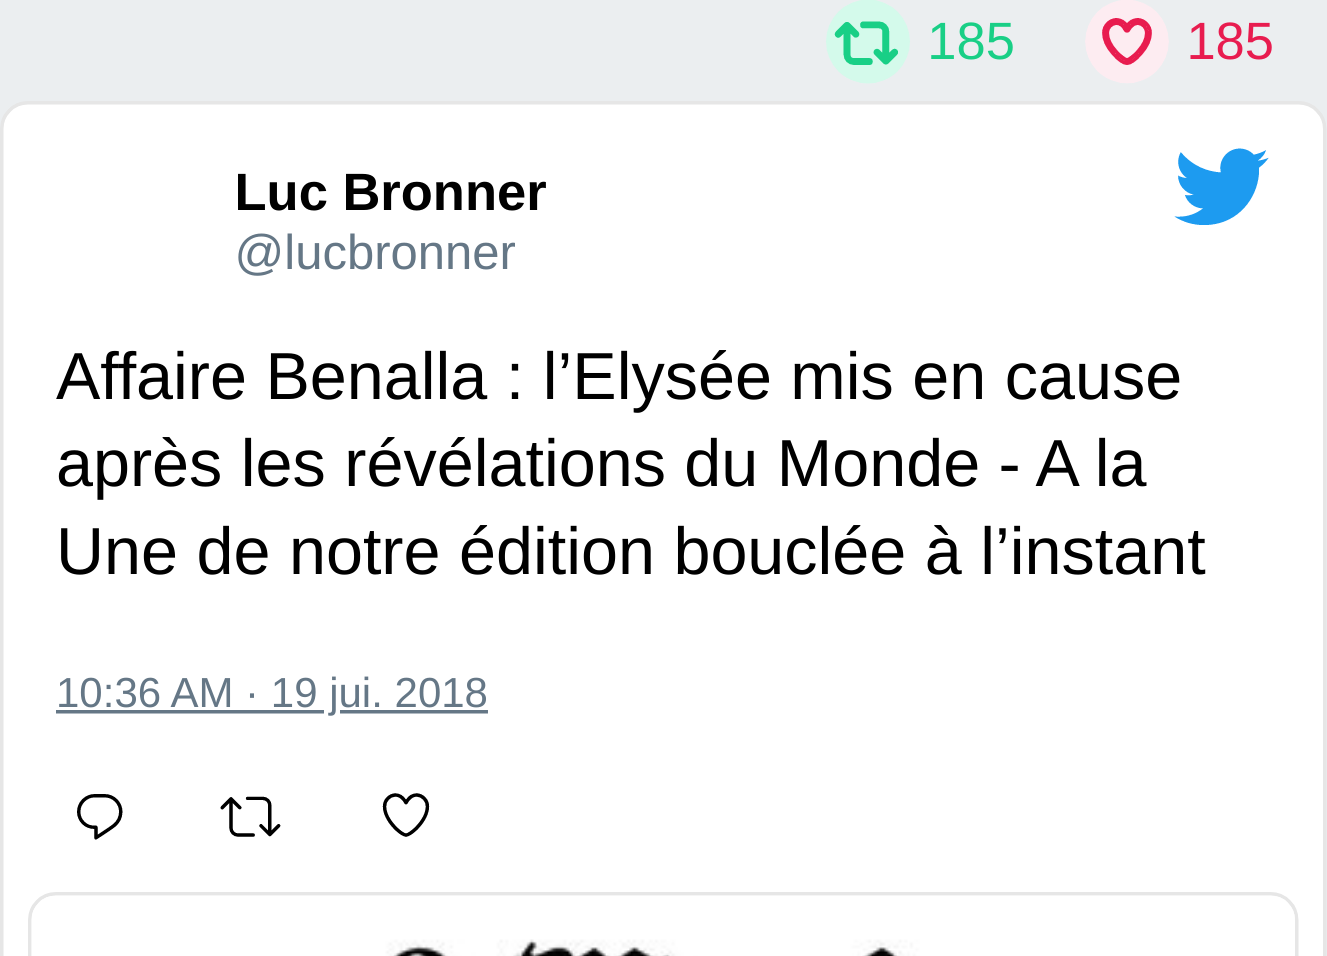 185 185
Luc Bronner
@lucbronner
Affaire Benalla : l’Elysée mis en cause
après les révélations du Monde - A la
Une de notre édition bouclée à l’instant
10:36 AM · 19 jui. 2018